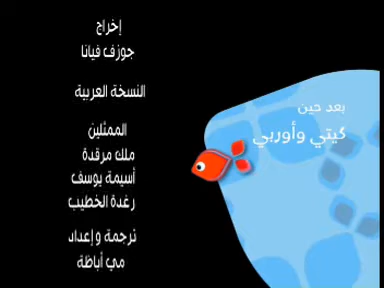 إخراج
جوزف فيانا
النسخة العربية
الممثلين
ملك مرقدة
أسيمة يوسف
رغدة الخطيب
ترجمة وإعداد
مي أباظة
بعد حين
كيتي وأوربي